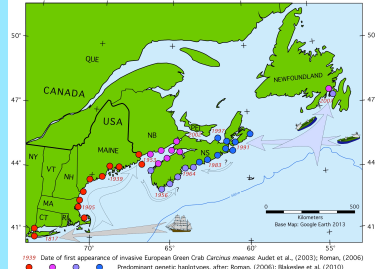 50°
QUE
NEWFOUNDLAND
CANADA
47°
47°
USA
NB
MAINE
NS
NY
VT
NH
44°
44°
MA
CT
RI
41°
41°
1997
1991
1983
?
1964
1956
?
1939
1905
1817
2007
0 500
Kilometers
Base Map: Google Earth 2013
70°
65°
60°
55°
1939 Date of first appearance of invasive European Green Crab Carcinus maenas: Audet et al., (2003); Roman, (2006)
Predominant genetic haplotypes, after: Roman, (2006); Blakeslee et al. (2010)